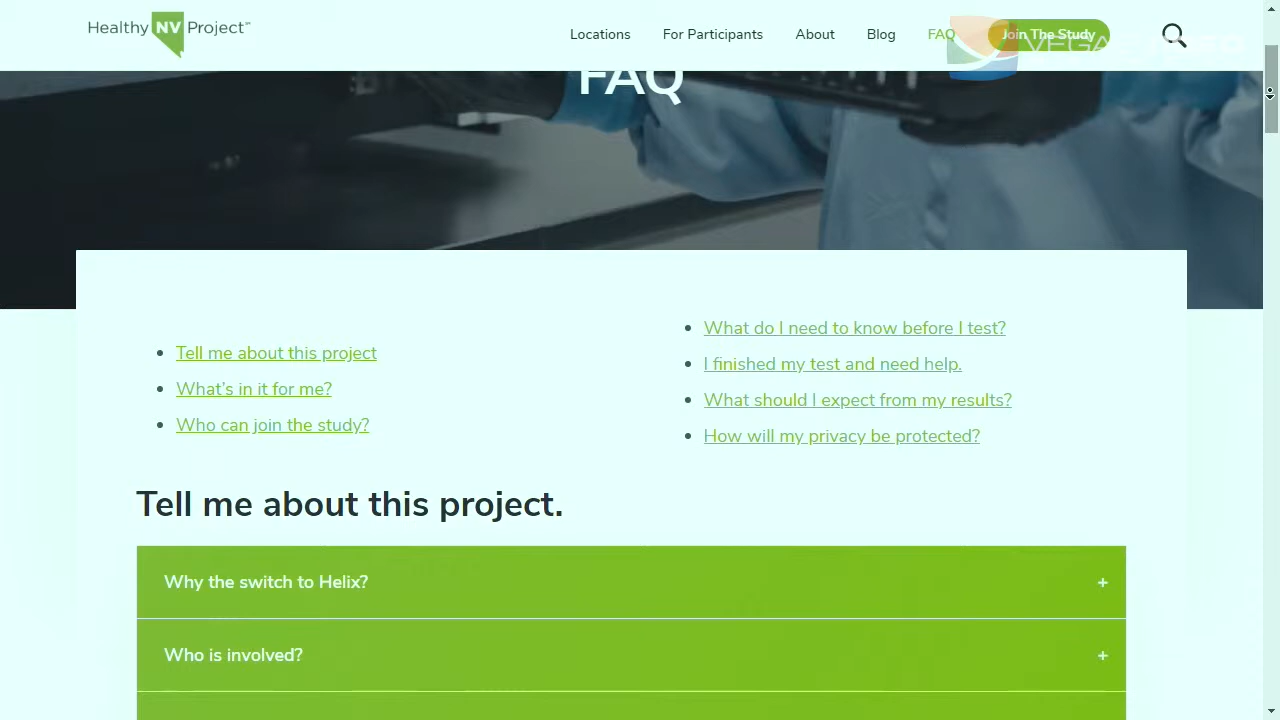 Healthy NV Project
Locations
For Participants
About
Blog
FAQ
Join The Study
VEGAS
FAQ
Tell me about this project
What's in it for me?
Who can join the study?
What do I need to know before I test?
I finished my test and need help.
What should I expect from my results?
How will my privacy be protected?
Tell me about this project.
Why the switch to Helix? +
Who is involved? +